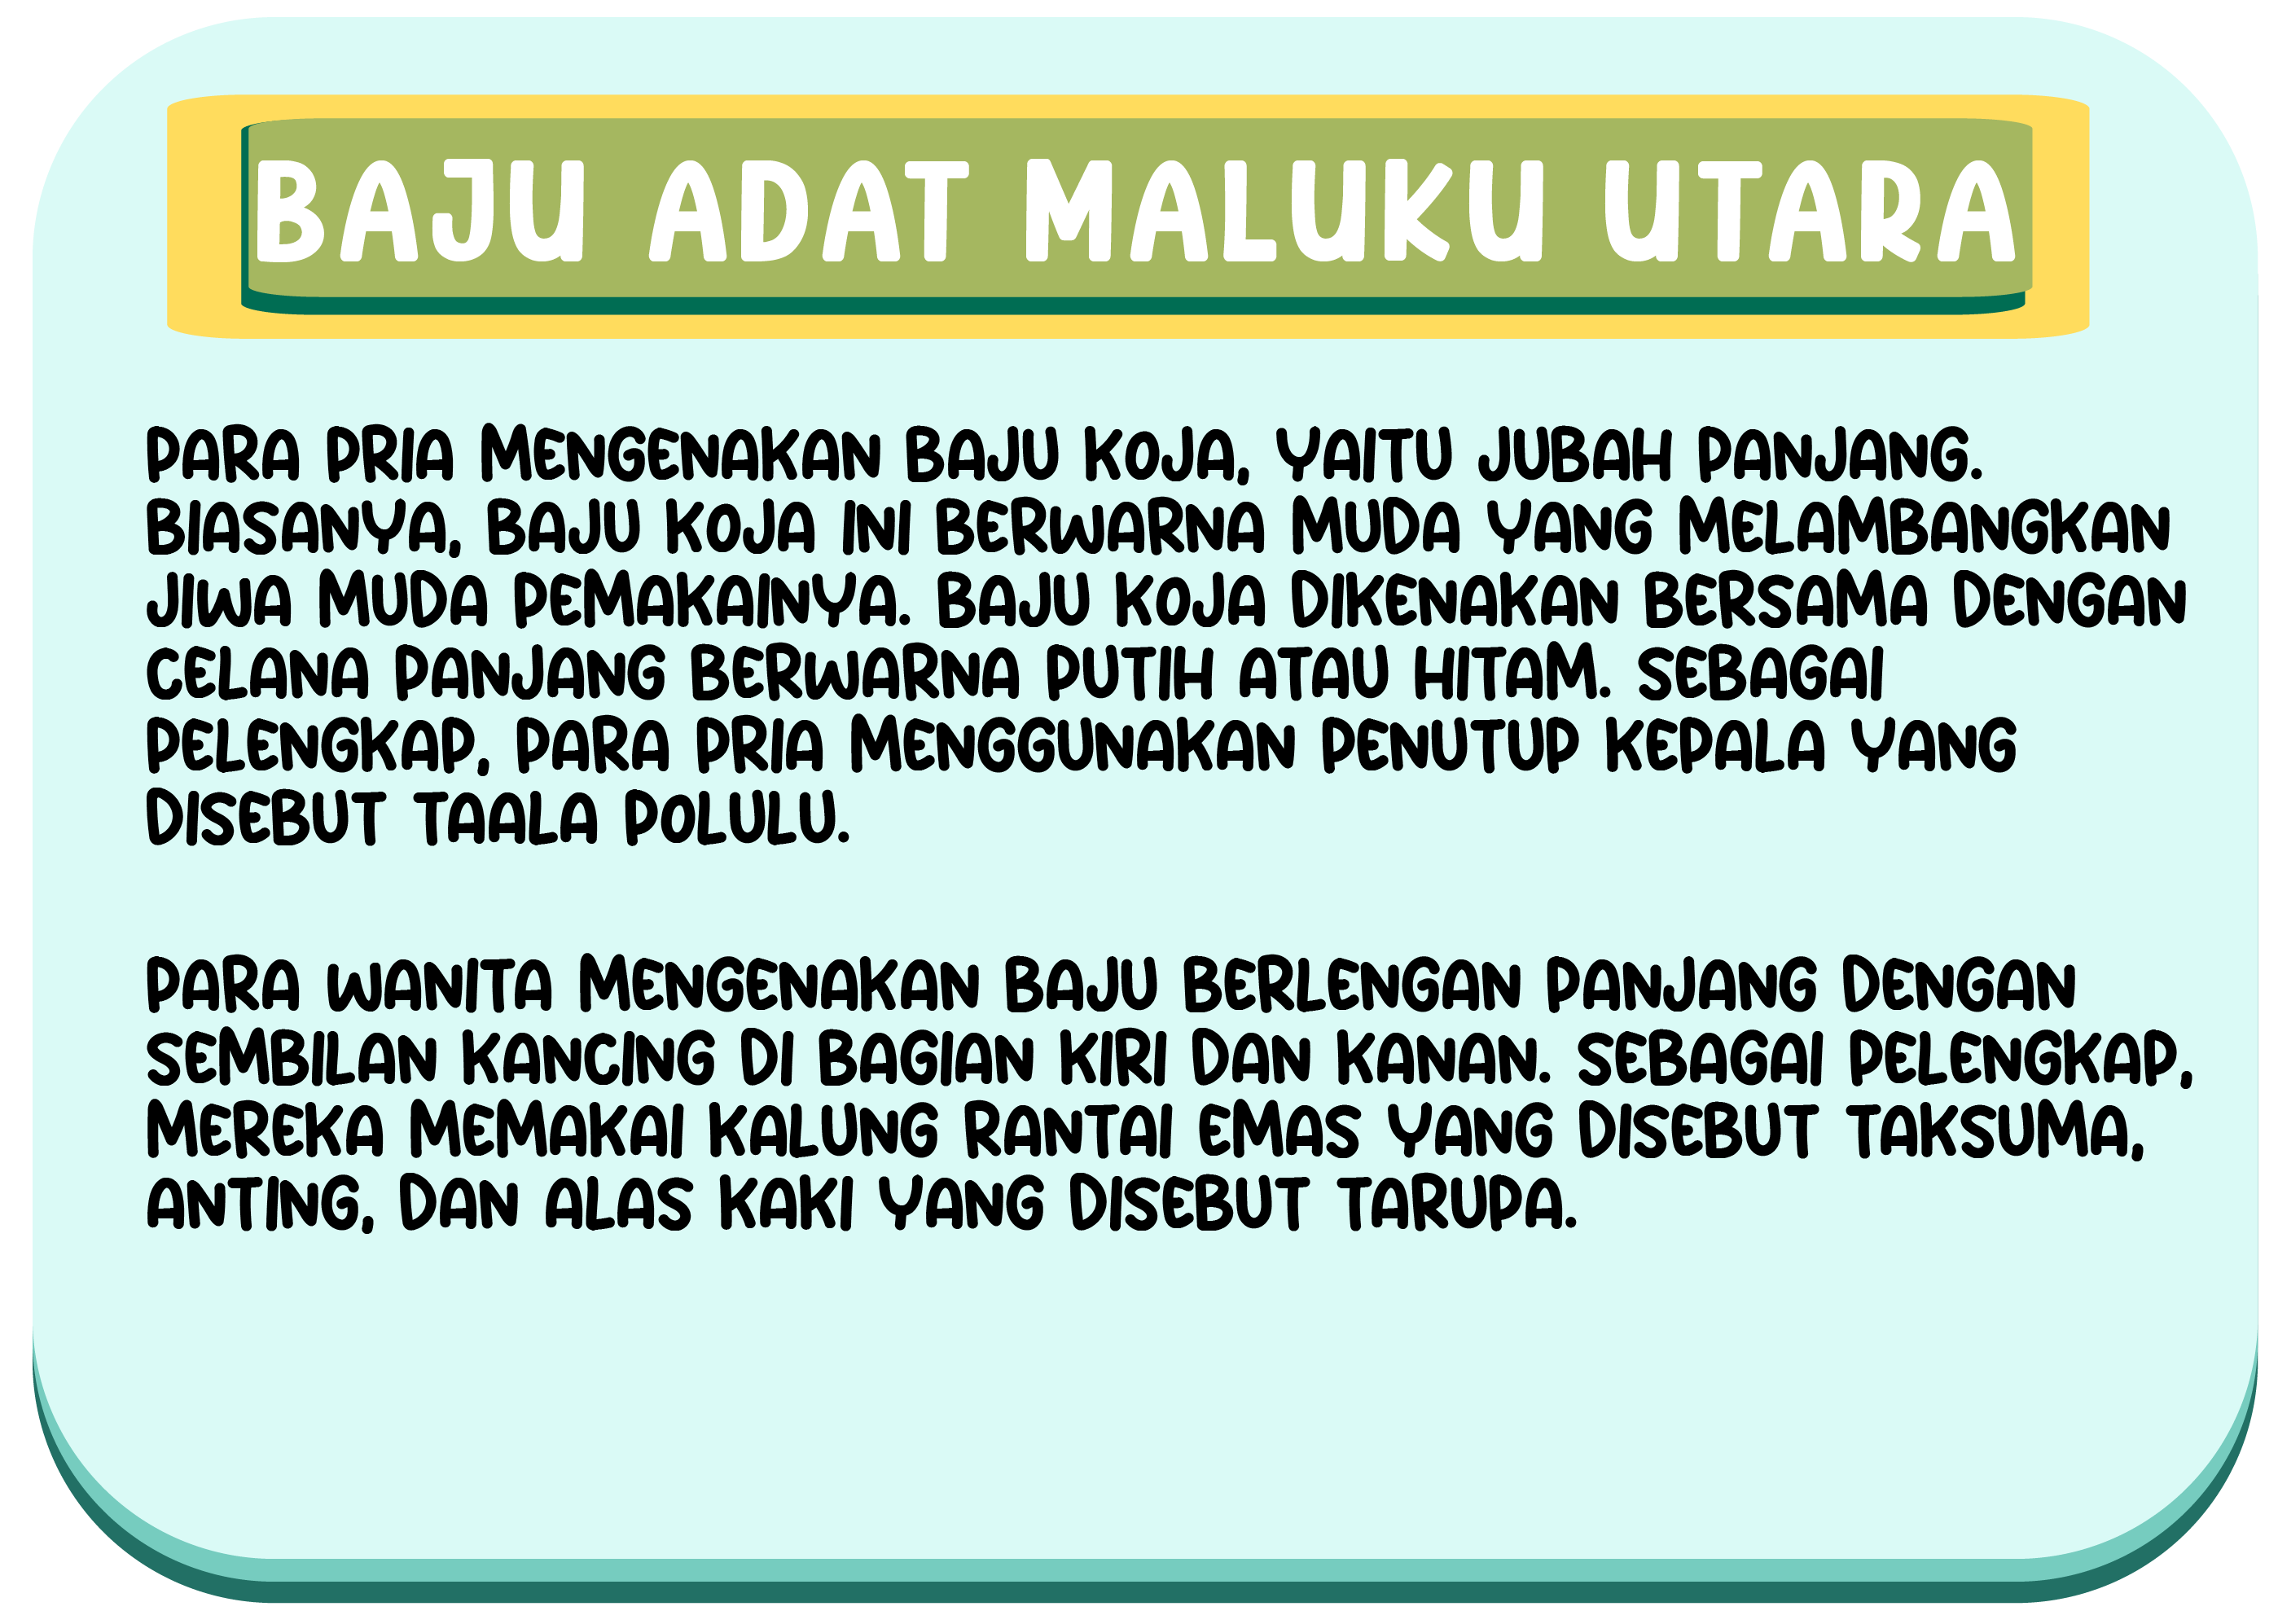 BAJU ADAT MALUKU UTARA
PARA PRIA MENGENAKAN BAJU KOJA, YAITU JUBAH PANJANG.
BIASANYA, BAJU KOJA INI BERWARNA MUDA YANG MELAMBANGKAN
JIWA MUDA PEMAKAINYA. BAJU KOJA DIKENAKAN BERSAMA DENGAN
CELANA PANJANG BERWARNA PUTIH ATAU HITAM. SEBAGAI
PELENGKAP, PARA PRIA MENGGUNAKAN PENUTUP KEPALA YANG
DISEBUT TAALA POLULU.
PARA WANITA MENGENAKAN BAJU BERLENGAN PANJANG DENGAN
SEMBILAN KANCING DI BAGIAN KIRI DAN KANAN. SEBAGAI PELENGKAP,
MEREKA MEMAKAI KALUNG RANTAI EMAS YANG DISEBUT TAKSUMA,
ANTING, DAN ALAS KAKI YANG DISEBUT TARUPA.